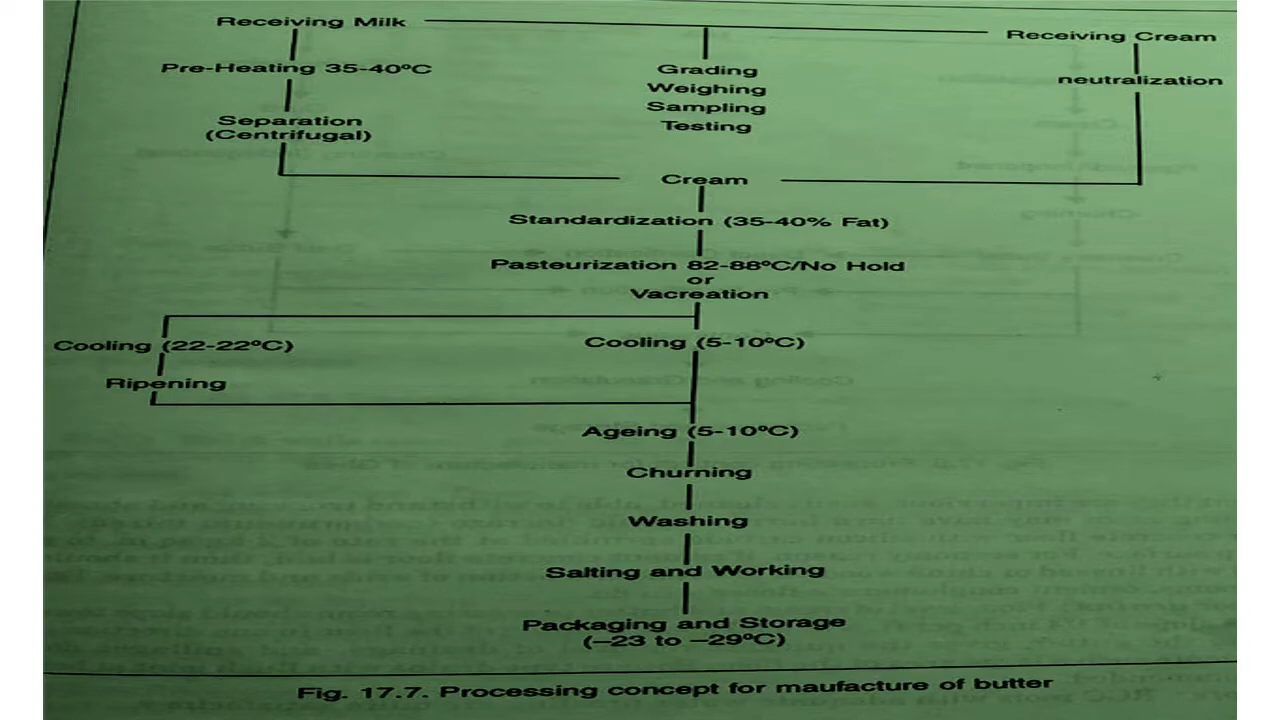 Receiving Milk
Receiving Cream
Pre-Heating 35-40ºC
Grading
neutralization
Weighing
Sampling
Testing
Separation
(Centrifugal)
Cream
Standardization (35-40% Fat)
Pasteurization 82-88ºC/No Hold
or
Vacreation
Cooling (22-22ºC)
Cooling (5-10ºC)
Ripening
Ageing (5-10ºC)
Churning
Washing
Salting and Working
Packaging and Storage
(–23 to –29ºC)
Fig. 17.7. Processing concept for maufacture of butter